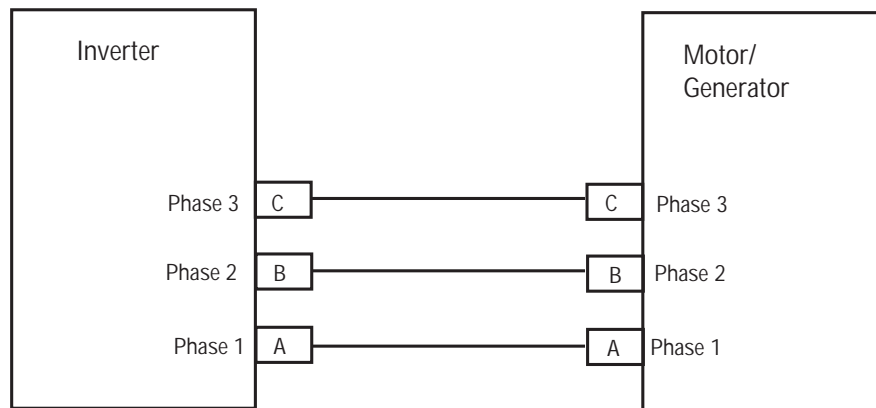 Inverter
Motor/
Generator
Phase 3 C C Phase 3
Phase 2 B B Phase 2
Phase 1 A A Phase 1